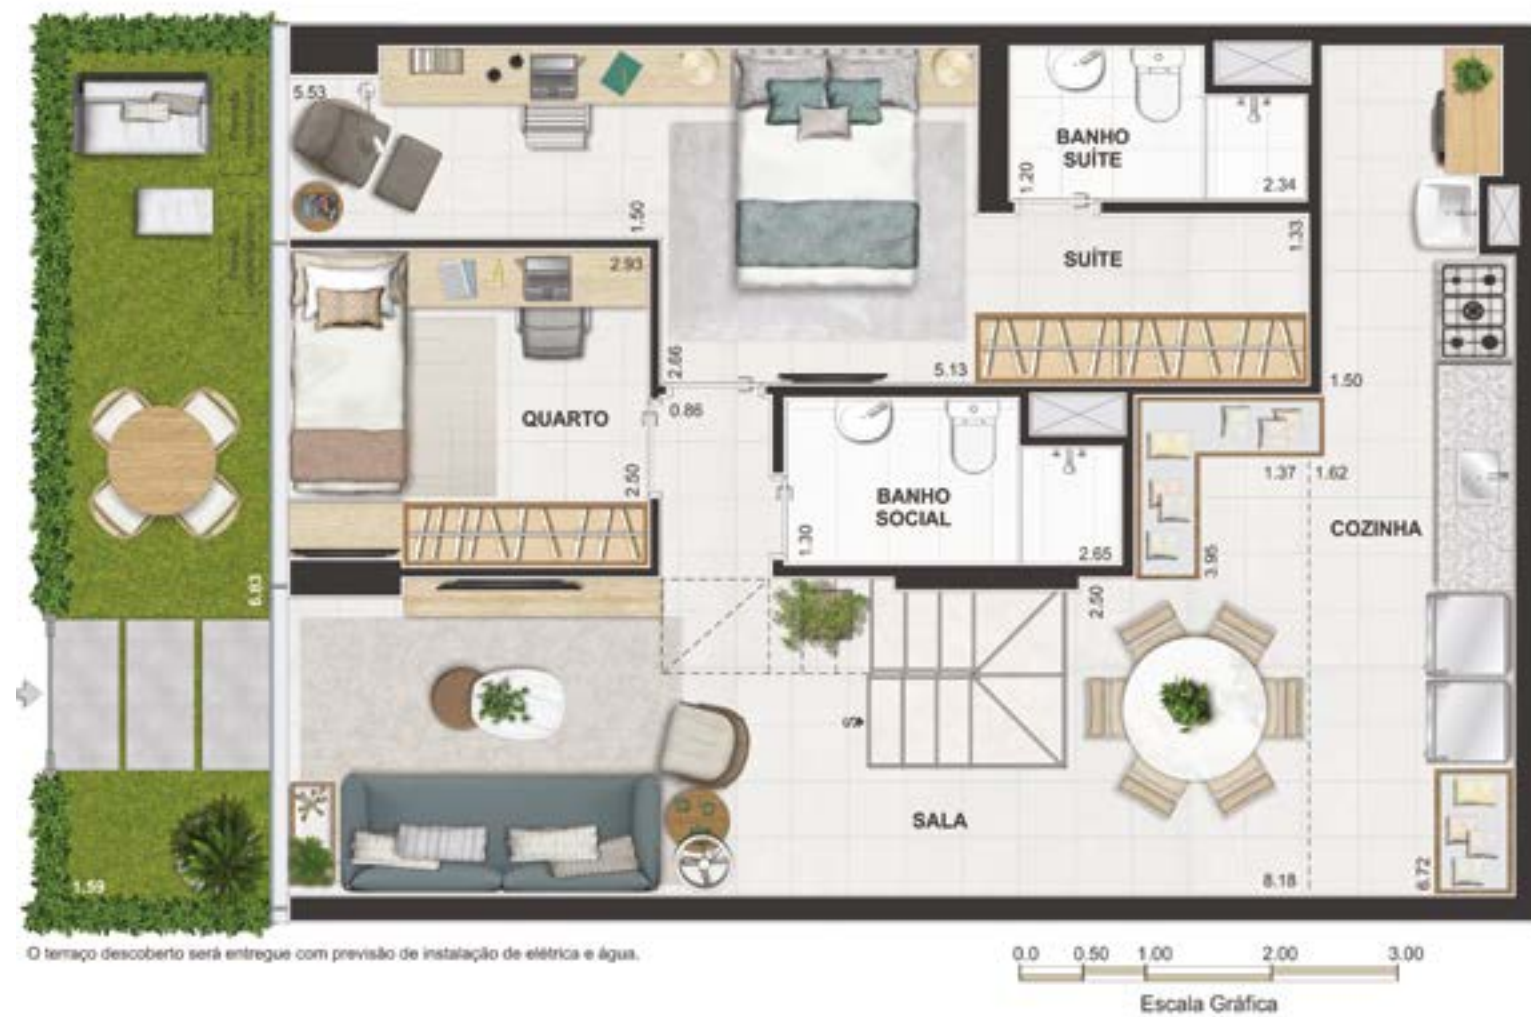 5.53
BANHO
SUÍTE
1.20
2.34
1.50
1.33
2.93
SUÍTE
2.66
5.13
1.50
0.86
QUARTO
2.50
1.37
1.62
BANHO
SOCIAL
1.30
2.65
COZINHA
3.95
6.83
2.50
S
SALA
1.59
8.18
6.72
O terraço descoberto será entregue com previsão de instalação de elétrica e água.
0.0 0.50 1.00 2.00 3.00
Escala Gráfica